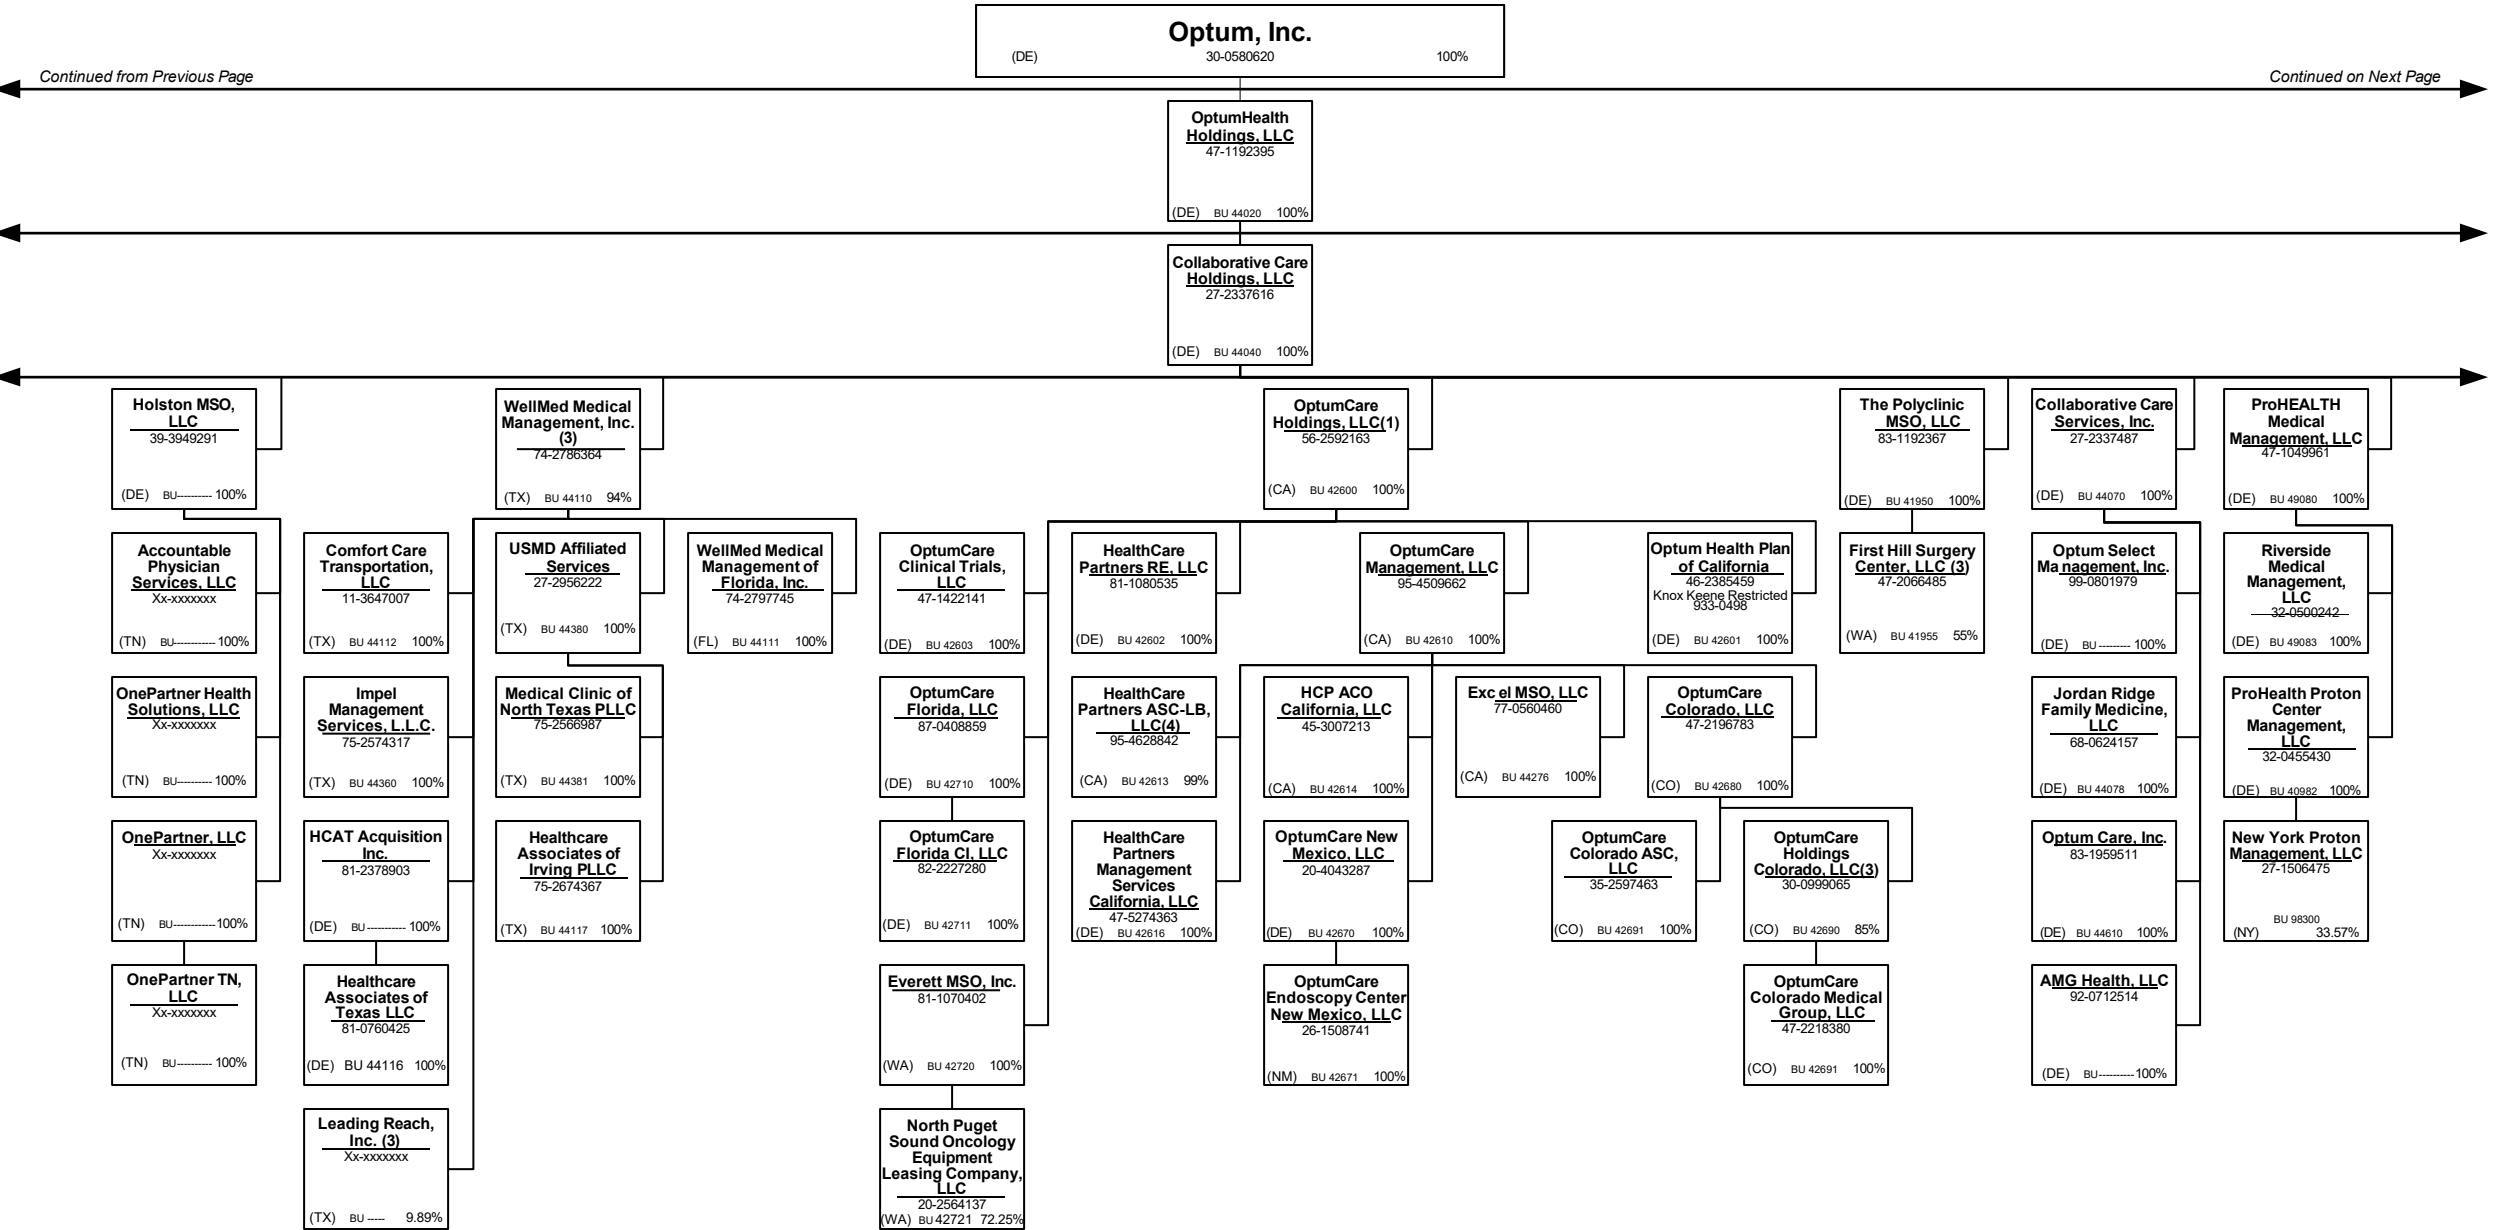 Optum, Inc.
(DE) 30-0580620 100%
Continued from Previous Page
Continued on Next Page
OptumHealth
Holdings, LLC
47-1192395
(DE) BU 44020 100%
Collaborative Care
Holdings, LLC
27-2337616
(DE) BU 44040 100%
Holston MSO,
LLC
39-3949291
(DE) BU---------- 100%
WellMed Medical
Management, Inc.
(3)
74-2786364
(TX) BU 44110 94%
OptumCare
Holdings, LLC(1)
56-2592163
(CA) BU 42600 100%
The Polyclinic
MSO, LLC
83-1192367
(DE) BU 41950 100%
Collaborative Care
Services, Inc.
27-2337487
(DE) BU 44070 100%
ProHEALTH
Medical
Management, LLC
47-1049961
(DE) BU 49080 100%
Accountable
Physician
Services, LLC
Xx-xxxxxxx
(TN) BU------------ 100%
Comfort Care
Transportation,
LLC
11-3647007
(TX) BU 44112 100%
USMD Affiliated
Services
27-2956222
(TX) BU 44380 100%
WellMed Medical
Management of
Florida, Inc.
74-2797745
(FL) BU 44111 100%
OptumCare
Clinical Trials,
LLC
47-1422141
(DE) BU 42603 100%
HealthCare
Partners RE, LLC
81-1080535
(DE) BU 42602 100%
OptumCare
Management, LLC
95-4509662
(CA) BU 42610 100%
Optum Health Plan
of California
46-2385459
Knox Keene Restricted
933-0498
(DE) BU 42601 100%
First Hill Surgery
Center, LLC (3)
47-2066485
(WA) BU 41955 55%
Optum Select
Management, Inc.
99-0801979
(DE) BU --------- 100%
Riverside
Medical
Management,
LLC
32-0500242
(DE) BU 49083 100%
OnePartner Health
Solutions, LLC
Xx-xxxxxxx
(TN) BU---------- 100%
Impel
Management
Services, L.L.C.
75-2574317
(TX) BU 44360 100%
Medical Clinic of
North Texas PLLC
75-2566987
(TX) BU 44381 100%
OptumCare
Florida, LLC
87-0408859
(DE) BU 42710 100%
HealthCare
Partners ASC-LB,
LLC(4)
95-4628842
(CA) BU 42613 99%
HCP ACO
California, LLC
45-3007213
(CA) BU 42614 100%
Exc el MSO, LLC
77-0560460
(CA) BU 44276 100%
OptumCare
Colorado, LLC
47-2196783
(CO) BU 42680 100%
Jordan Ridge
Family Medicine,
LLC
68-0624157
(DE) BU 44078 100%
ProHealth Proton
Center
Management,
LLC
32-0455430
(DE) BU 40982 100%
OnePartner, LLC
Xx-xxxxxxx
(TN) BU------------ 100%
HCAT Acquisition
Inc.
81-2378903
(DE) BU ----------- 100%
Healthcare
Associates of
Irving PLLC
75-2674367
(TX) BU 44117 100%
OptumCare
Florida CI, LLC
82-2227280
(DE) BU 42711 100%
HealthCare
Partners
Management
Services
California, LLC
47-5274363
(DE) BU 42616 100%
OptumCare New
Mexico, LLC
20-4043287
(DE) BU 42670 100%
OptumCare
Colorado ASC,
LLC
35-2597463
(CO) BU 42691 100%
OptumCare
Holdings
Colorado, LLC(3)
30-0999065
(CO) BU 42690 85%
Optum Care, Inc.
83-1959511
(DE) BU 44610 100%
New York Proton
Management, LLC
27-1506475
BU 98300
(NY) 33.57%
OnePartner TN,
LLC
Xx-xxxxxxx
(TN) BU---------- 100%
Healthcare
Associates of
Texas LLC
81-0760425
(DE) BU 44116 100%
Everett MSO, Inc.
81-1070402
(WA) BU 42720 100%
OptumCare
Endoscopy Center
New Mexico, LLC
26-1508741
(NM) BU 42671 100%
OptumCare
Colorado Medical
Group, LLC
47-2218380
(CO) BU 42691 100%
AMG Health, LLC
92-0712514
(DE) BU---------- 100%
Leading Reach,
Inc. (3)
Xx-xxxxxxx
(TX) BU ----- 9.89%
North Puget
Sound Oncology
Equipment
Leasing Company,
LLC
20-2564137
(WA) BU 42721 72.25%